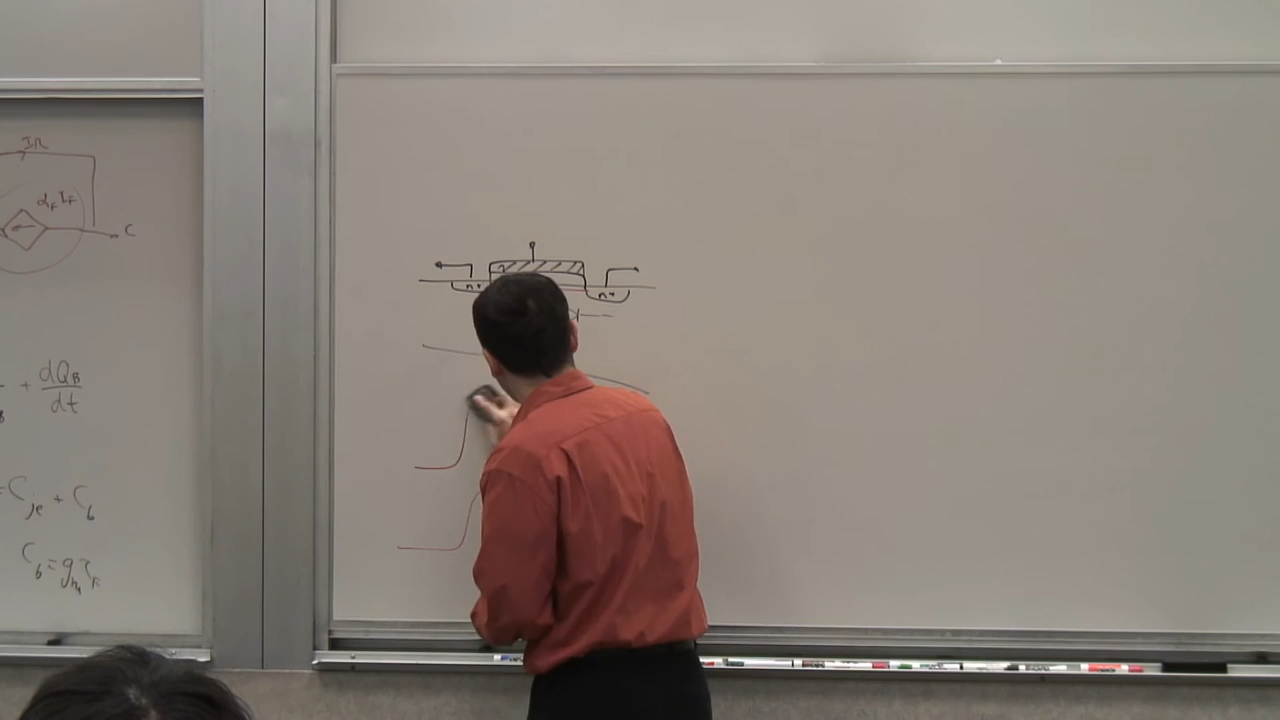 IR
αF IF
C
+ dQB
dt
= Cje + Cb
Cb = gm τF
n+ n+